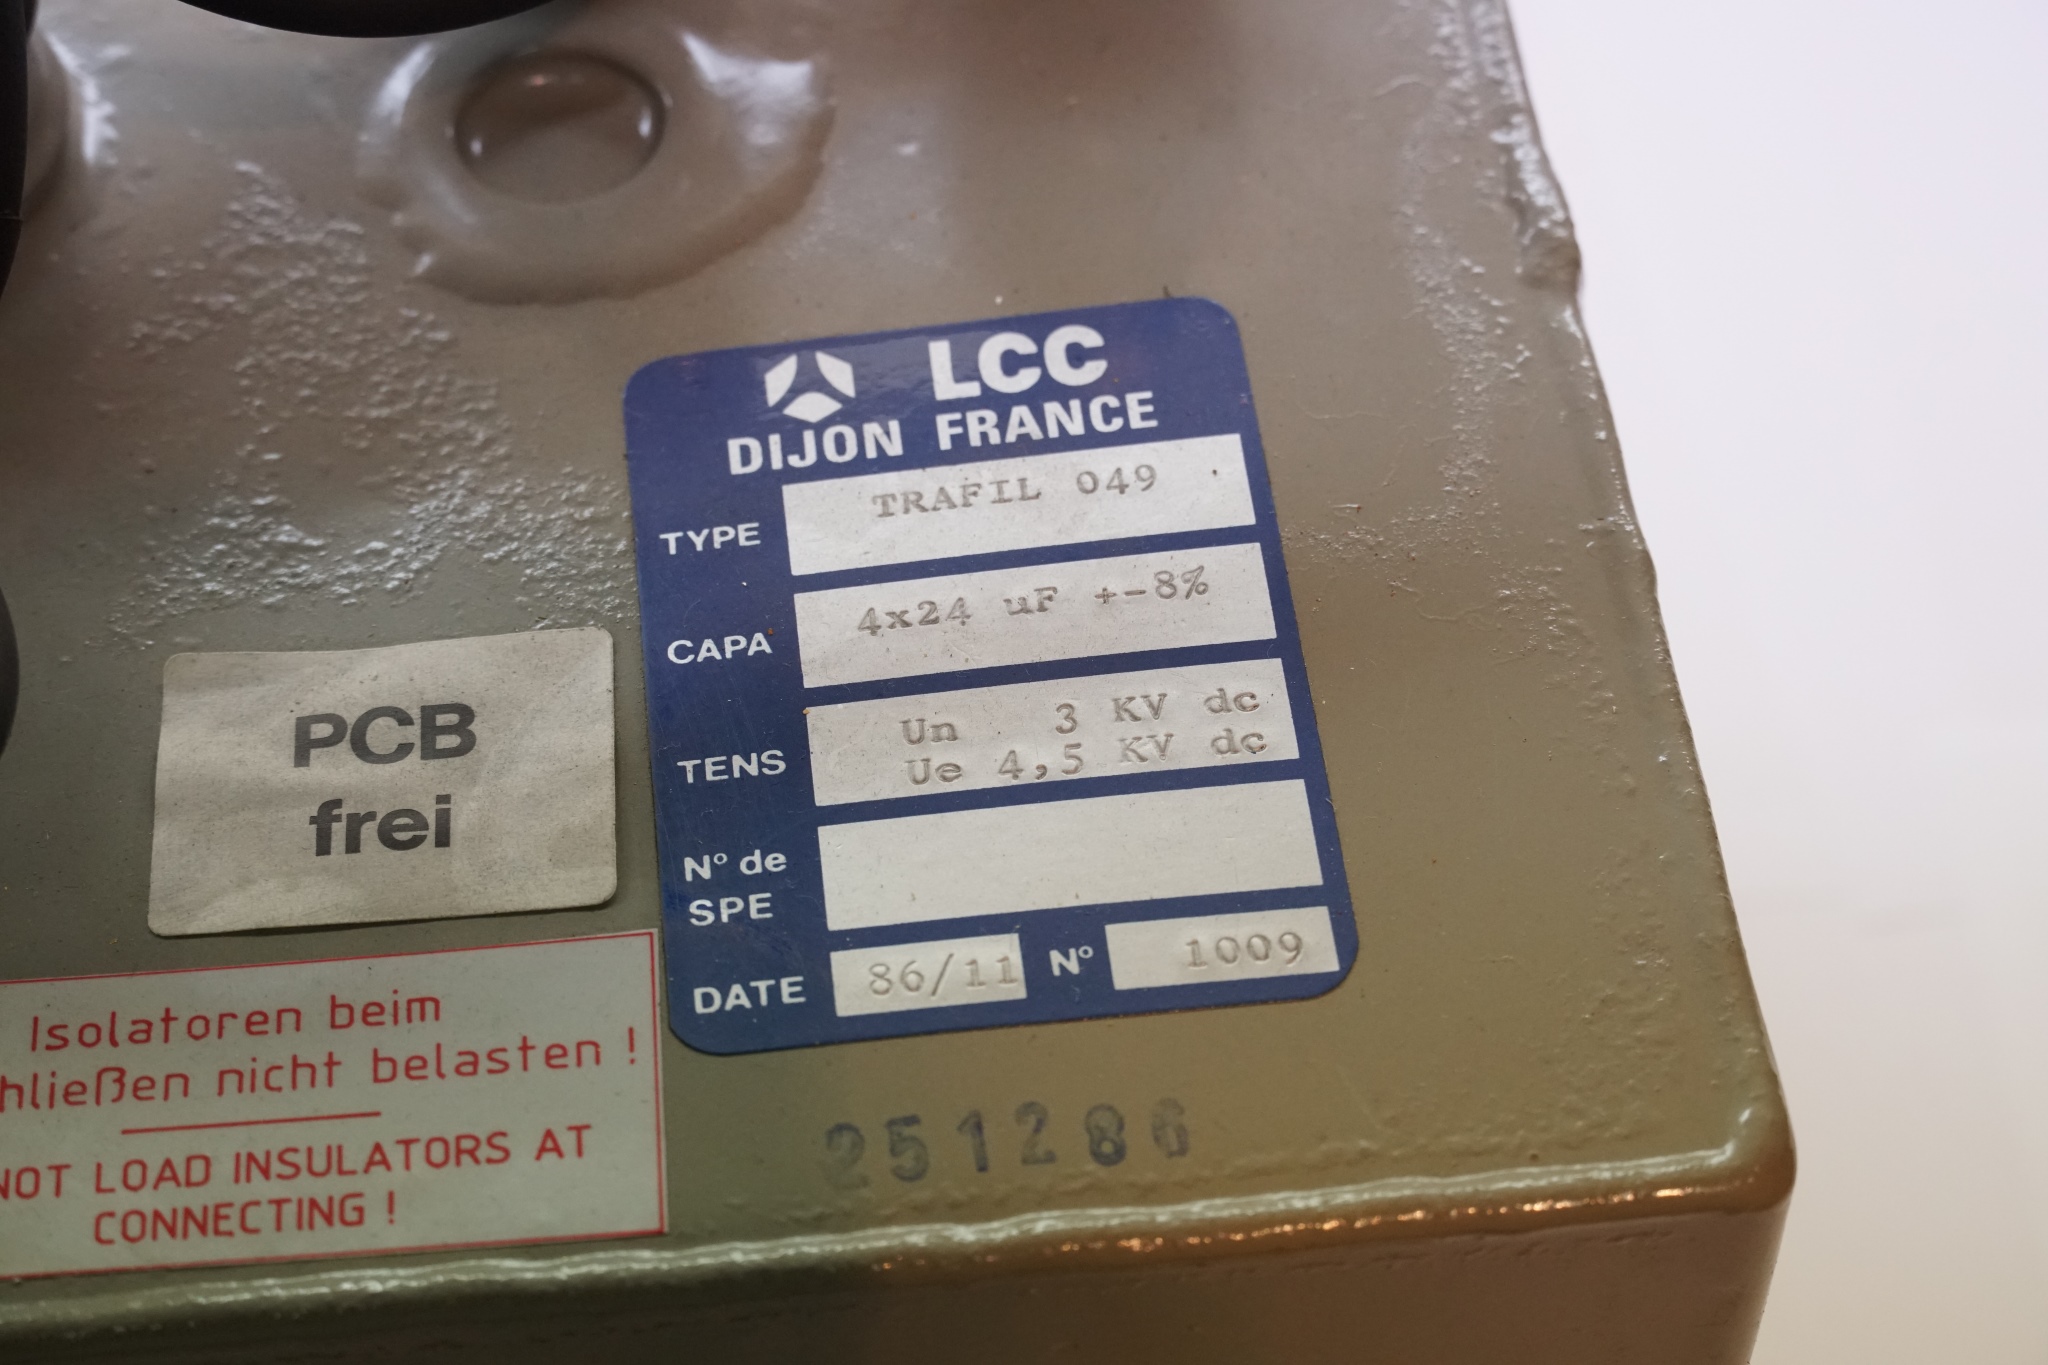 LCC
DIJON FRANCE
TYPE TRAFIL 049
CAPA 4x24 uF +-8%
TENS Un 3 KV dc
Ue 4,5 KV dc
N° de
SPE
DATE 86/11 N° 1009
PCB
frei
Isolatoren beim
hließen nicht belasten !
NOT LOAD INSULATORS AT
CONNECTING !
251286